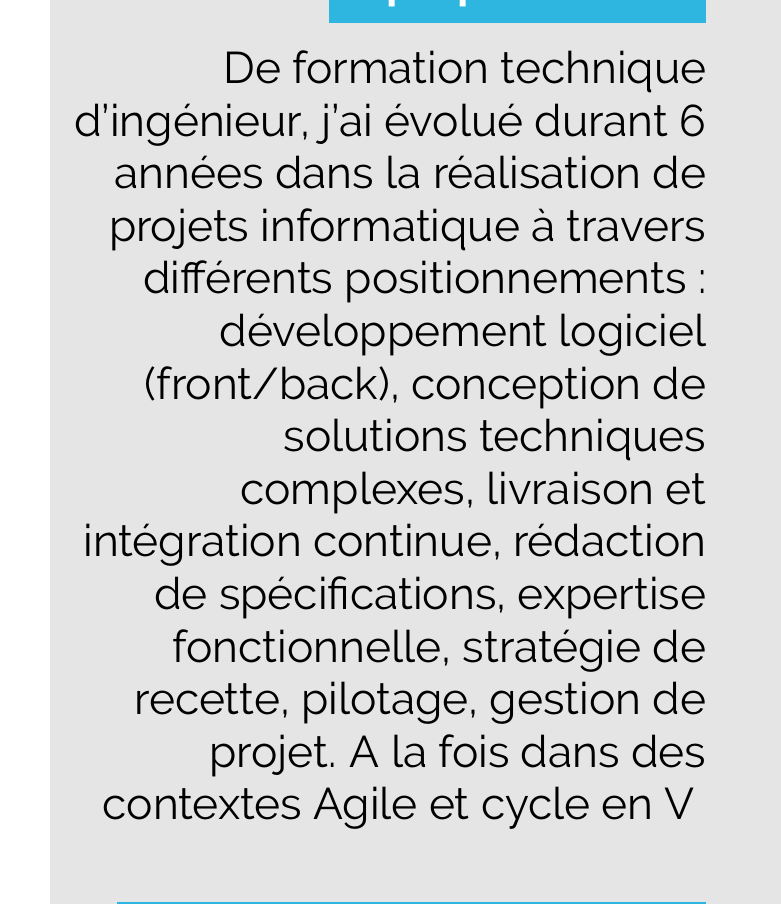 De formation technique
d’ingénieur, j’ai évolué durant 6
années dans la réalisation de
projets informatique à travers
différents positionnements :
développement logiciel
(front/back), conception de
solutions techniques
complexes, livraison et
intégration continue, rédaction
de spécifications, expertise
fonctionnelle, stratégie de
recette, pilotage, gestion de
projet. A la fois dans des
contextes Agile et cycle en V